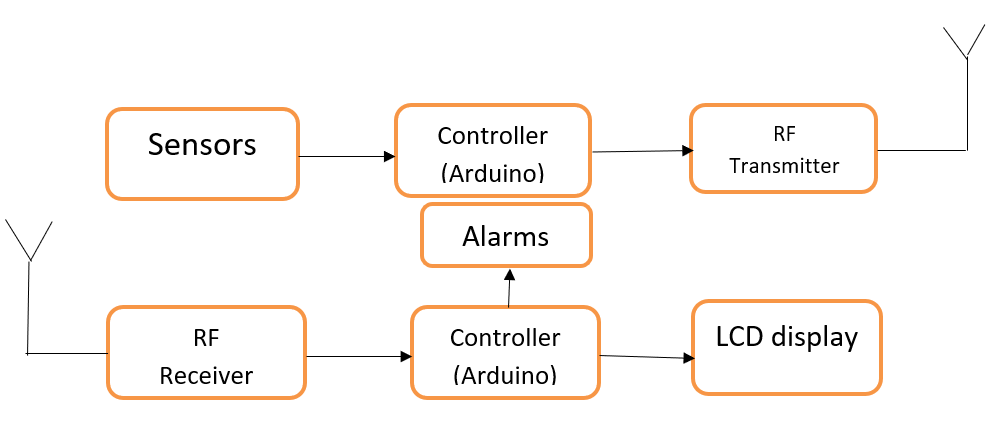 Sensors
Controller
(Arduino)
RF
Transmitter
Alarms
RF
Receiver
Controller
(Arduino)
LCD display